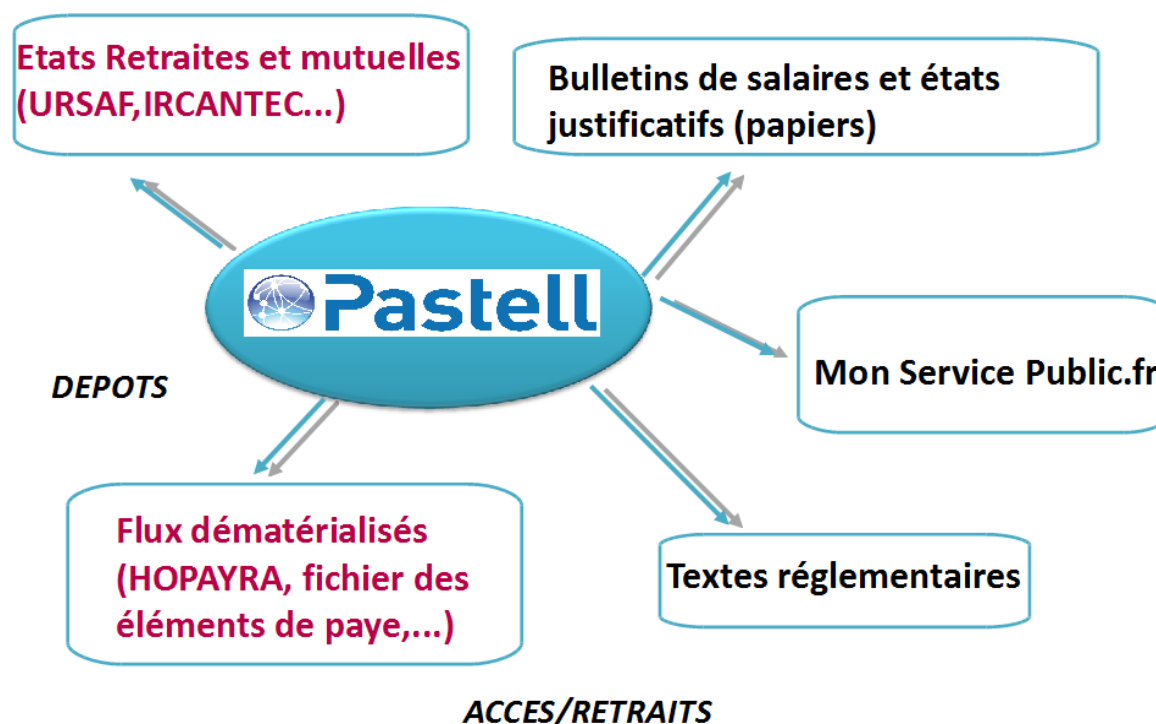 Etats Retraites et mutuelles
(URSAF,IRCANTEC...)
Bulletins de salaires et états
justificatifs (papiers)
Pastell
Mon Service Public.fr
DEPOTS
Flux dématérialisés
(HOPAYRA, fichier des
éléments de paye,...)
Textes réglementaires
ACCES/RETRAITS